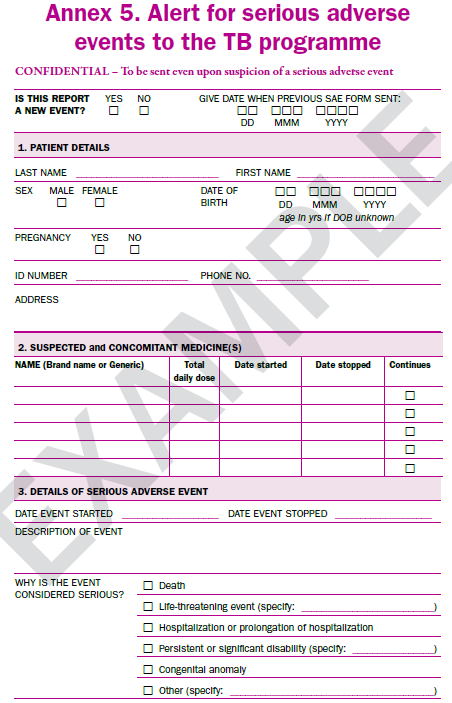 Annex 5. Alert for serious adverse
events to the TB programme
CONFIDENTIAL – To be sent even upon suspicion of a serious adverse event
IS THIS REPORT YES NO GIVE DATE WHEN PREVIOUS SAE FORM SENT:
A NEW EVENT? ☐ ☐ ☐☐ ☐☐☐ ☐☐☐☐
DD MMM YYYY
1. PATIENT DETAILS
LAST NAME ____________________ FIRST NAME ____________________
SEX MALE FEMALE DATE OF ☐☐ ☐☐☐ ☐☐☐☐
☐ ☐ BIRTH DD MMM YYYY
age in yrs if DOB unknown
PREGNANCY YES NO
☐ ☐
ID NUMBER ____________________ PHONE NO. ____________________
ADDRESS
2. SUSPECTED and CONCOMITANT MEDICINE(S)
NAME (Brand name or Generic) Total Date started Date stopped Continues
daily dose
☐
☐
☐
☐
☐
3. DETAILS OF SERIOUS ADVERSE EVENT
DATE EVENT STARTED ____________________ DATE EVENT STOPPED ____________________
DESCRIPTION OF EVENT
WHY IS THE EVENT ☐ Death
CONSIDERED SERIOUS?
☐ Life-threatening event (specify: ____________________)
☐ Hospitalization or prolongation of hospitalization
☐ Persistent or significant disability (specify: ____________________)
☐ Congenital anomaly
☐ Other (specify: ____________________)
EXAMPLE